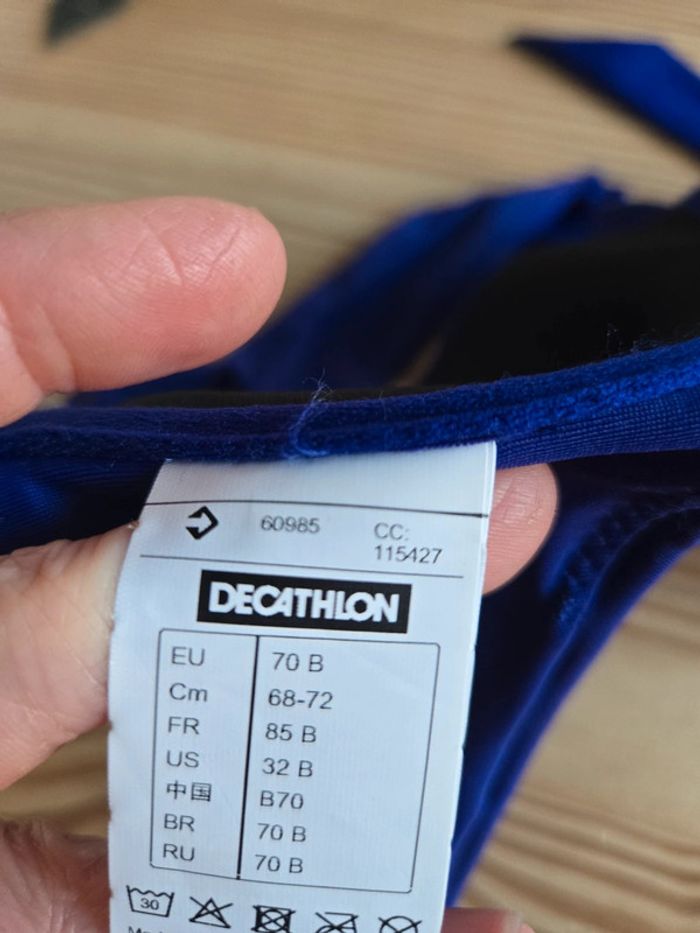 60985 CC:
115427
DECATHLON
EU 70 B
Cm 68-72
FR 85 B
US 32 B
中国 B70
BR 70 B
RU 70 B
30